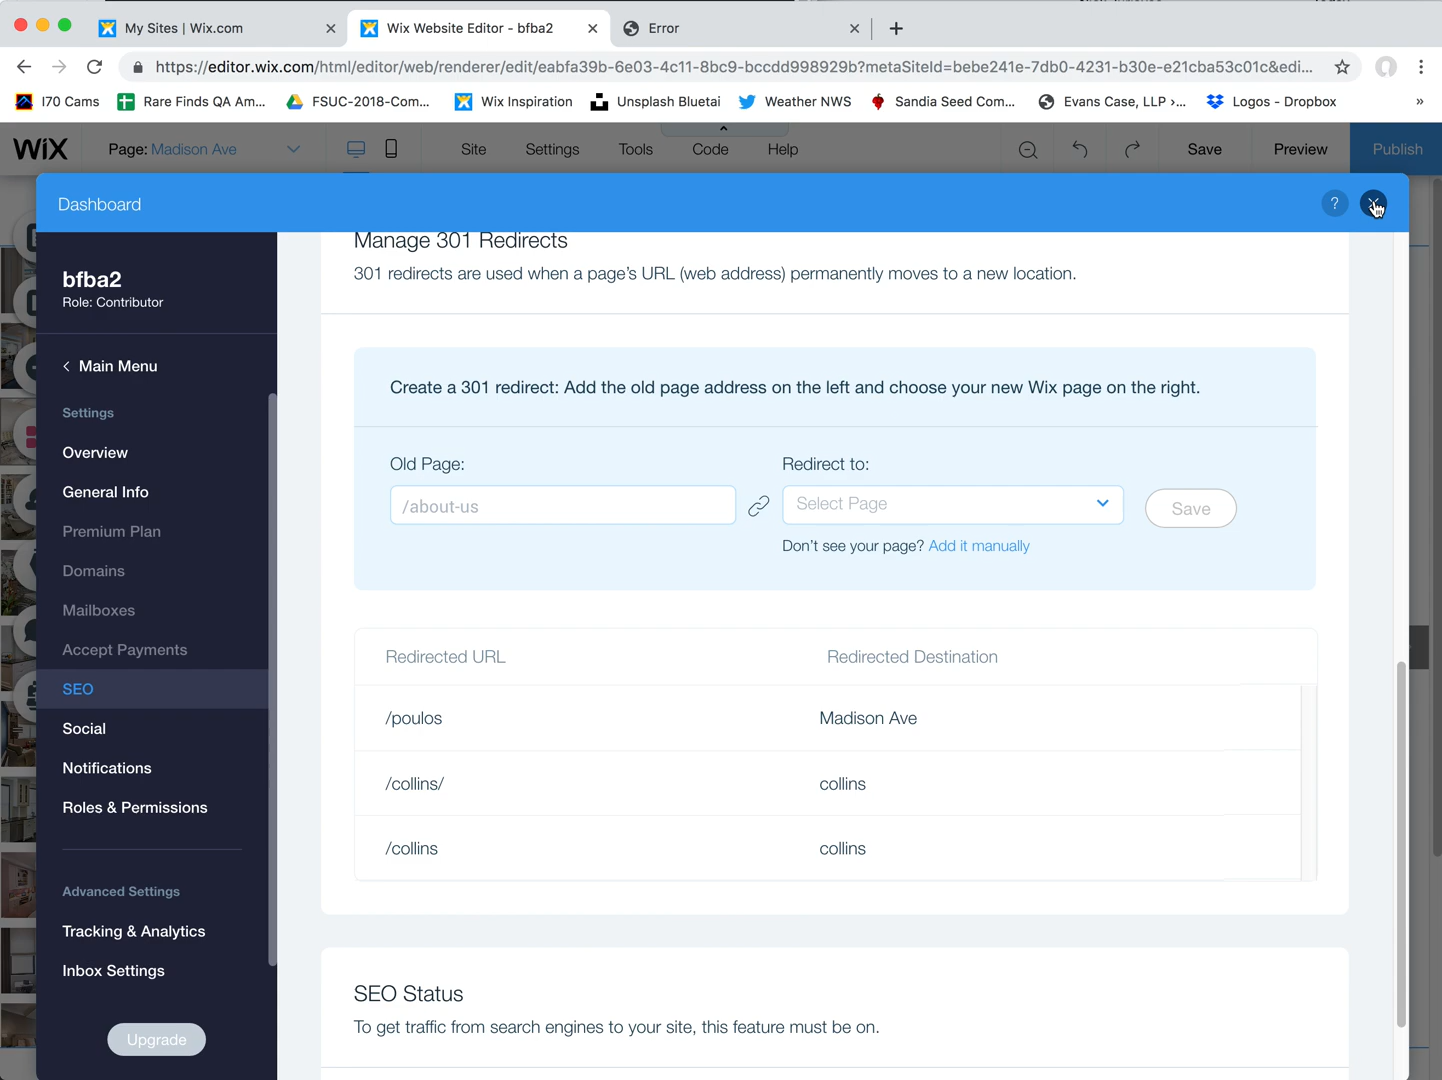 My Sites | Wix.com
Wix Website Editor - bfba2
Error
https://editor.wix.com/html/editor/web/renderer/edit/eabfa39b-6e03-4c11-8bc9-bccdd998929b?metaSiteId=bebe241e-7db0-4231-b30e-e21cba53c01c&edi...
I70 Cams
Rare Finds QA Am...
FSUC-2018-Com...
Wix Inspiration
Unsplash Bluetai
Weather NWS
Sandia Seed Com...
Evans Case, LLP >...
Logos - Dropbox
»
WiX
Page: Madison Ave
Site
Settings
Tools
Code
Help
Save
Preview
Publish
Dashboard
?
bfba2
Role: Contributor
< Main Menu
Settings
Overview
General Info
Premium Plan
Domains
Mailboxes
Accept Payments
SEO
Social
Notifications
Roles & Permissions
Advanced Settings
Tracking & Analytics
Inbox Settings
Upgrade
Manage 301 Redirects
301 redirects are used when a page's URL (web address) permanently moves to a new location.
Create a 301 redirect: Add the old page address on the left and choose your new Wix page on the right.
Old Page:
Redirect to:
/about-us
Select Page
Save
Don't see your page? Add it manually
Redirected URL
Redirected Destination
/poulos
Madison Ave
/collins/
collins
/collins
collins
SEO Status
To get traffic from search engines to your site, this feature must be on.